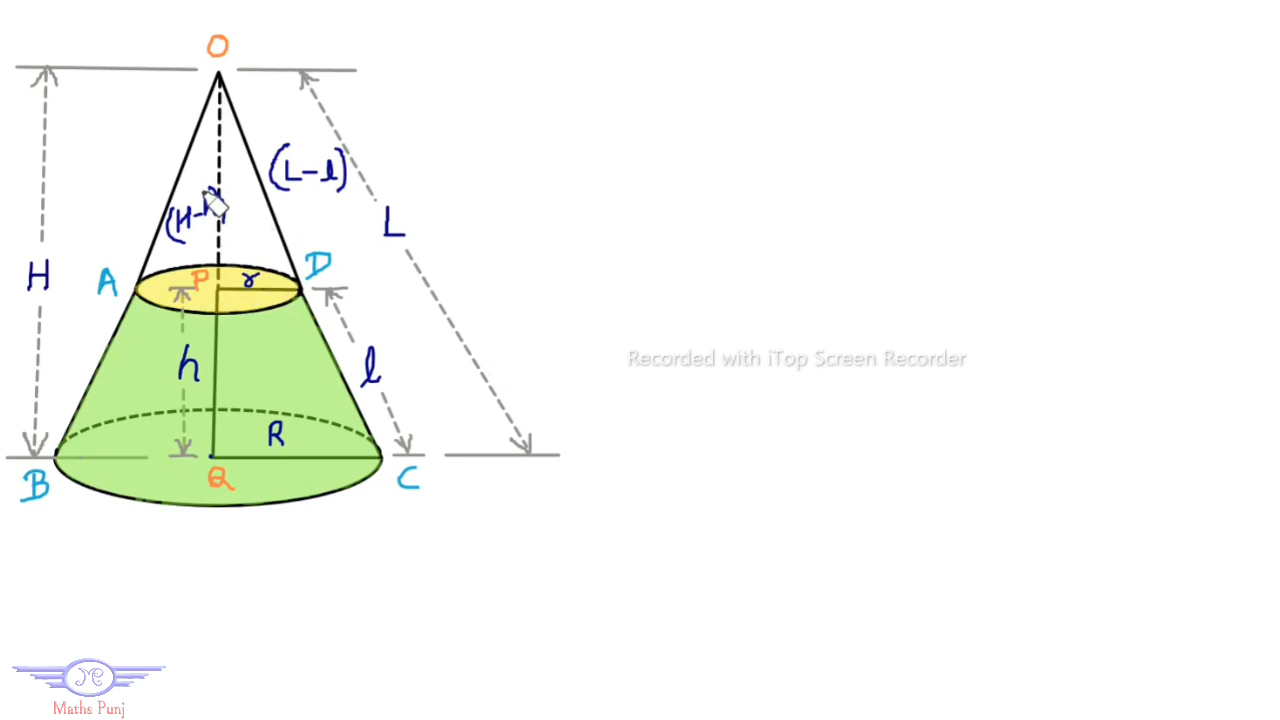 O
(L-l)
(H-
L
H
A
P
r
D
h
l
R
B
Q
C
Recorded with iTop Screen Recorder
Maths Punj